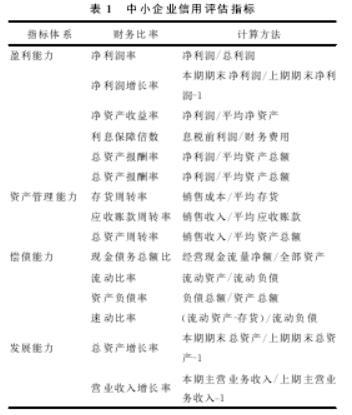 表 1 中小企业信用评估指标
指标体系 财务比率 计算方法
盈利能力 净利润率 净利润/总利润
净利润增长率 本期期末净利润/上期期末净利
润-1
净资产收益率 净利润/平均净资产
利息保障倍数 息税前利润/财务费用
总资产报酬率 净利润/平均资产总额
总资产报酬率 净利润/平均资产总额
资产管理能力 存货周转率 销售成本/平均存货
应收账款周转率 销售收入/平均应收账款
总资产周转率 销售收入/平均资产总额
偿债能力 现金债务总额比 经营现金流量净额/全部资产
流动比率 流动资产/流动负债
资产负债率 负债总额/资产总额
速动比率 (流动资产-存货)/流动负债
发展能力 总资产增长率 本期期末总资产/上期期末总资
产-1
营业收入增长率 本期主营业务收入/上期主营业
务收入-1